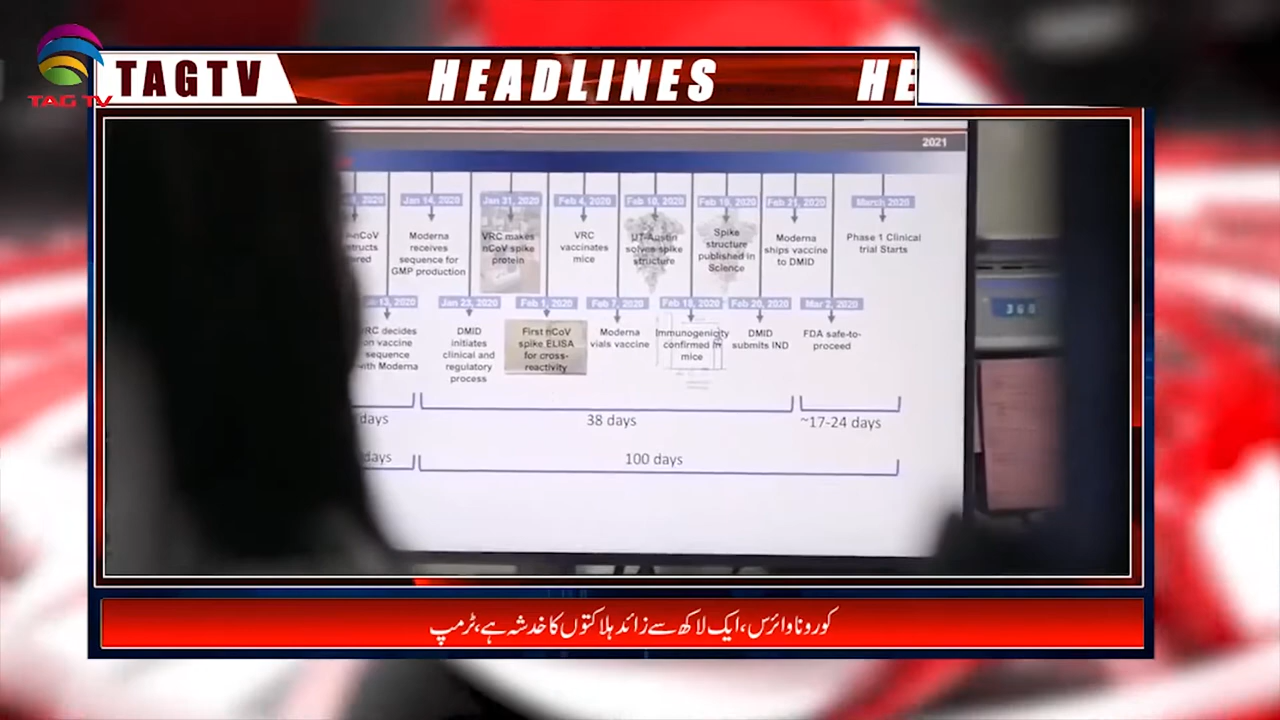 TAG TV
TAGTV
HEADLINES
HE
2021
Jan 14, 2020
Jan 31, 2020
Feb 4, 2020
Feb 10, 2020
Feb 19, 2020
Feb 21, 2020
March 2020
Moderna
receives
sequence for
GMP production
VRC makes
nCoV spike
protein
VRC
vaccinates
mice
UT-Austin
solves spike
structure
Spike
structure
published in
Science
Moderna
ships vaccine
to DMID
Phase 1 Clinical
trial Starts
13, 2020
Jan 23, 2020
Feb 1, 2020
Feb 7, 2020
Feb 18, 2020
Feb 20, 2020
Mar 2, 2020
VRC decides
on vaccine
sequence
with Moderna
DMID
initiates
clinical and
regulatory
process
First nCoV
spike ELISA
for cross-
reactivity
Moderna
vials vaccine
Immunogenicity
confirmed in
mice
DMID
submits IND
FDA safe-to-
proceed
days
38 days
~17-24 days
days
100 days
360
کورونا وائرس، ایک لاکھ سے زائد ہلاکتوں کا خدشہ ہے، ٹرمپ